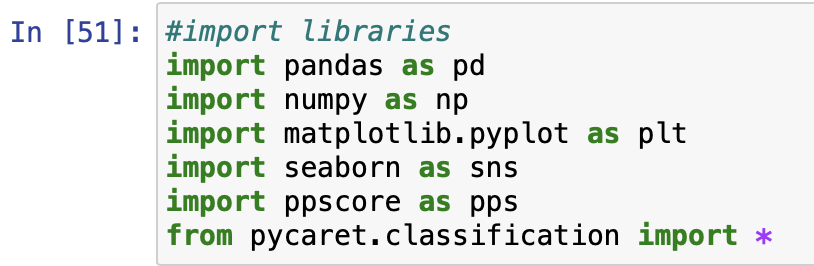 In [51]: #import libraries
import pandas as pd
import numpy as np
import matplotlib.pyplot as plt
import seaborn as sns
import ppscore as pps
from pycaret.classification import *